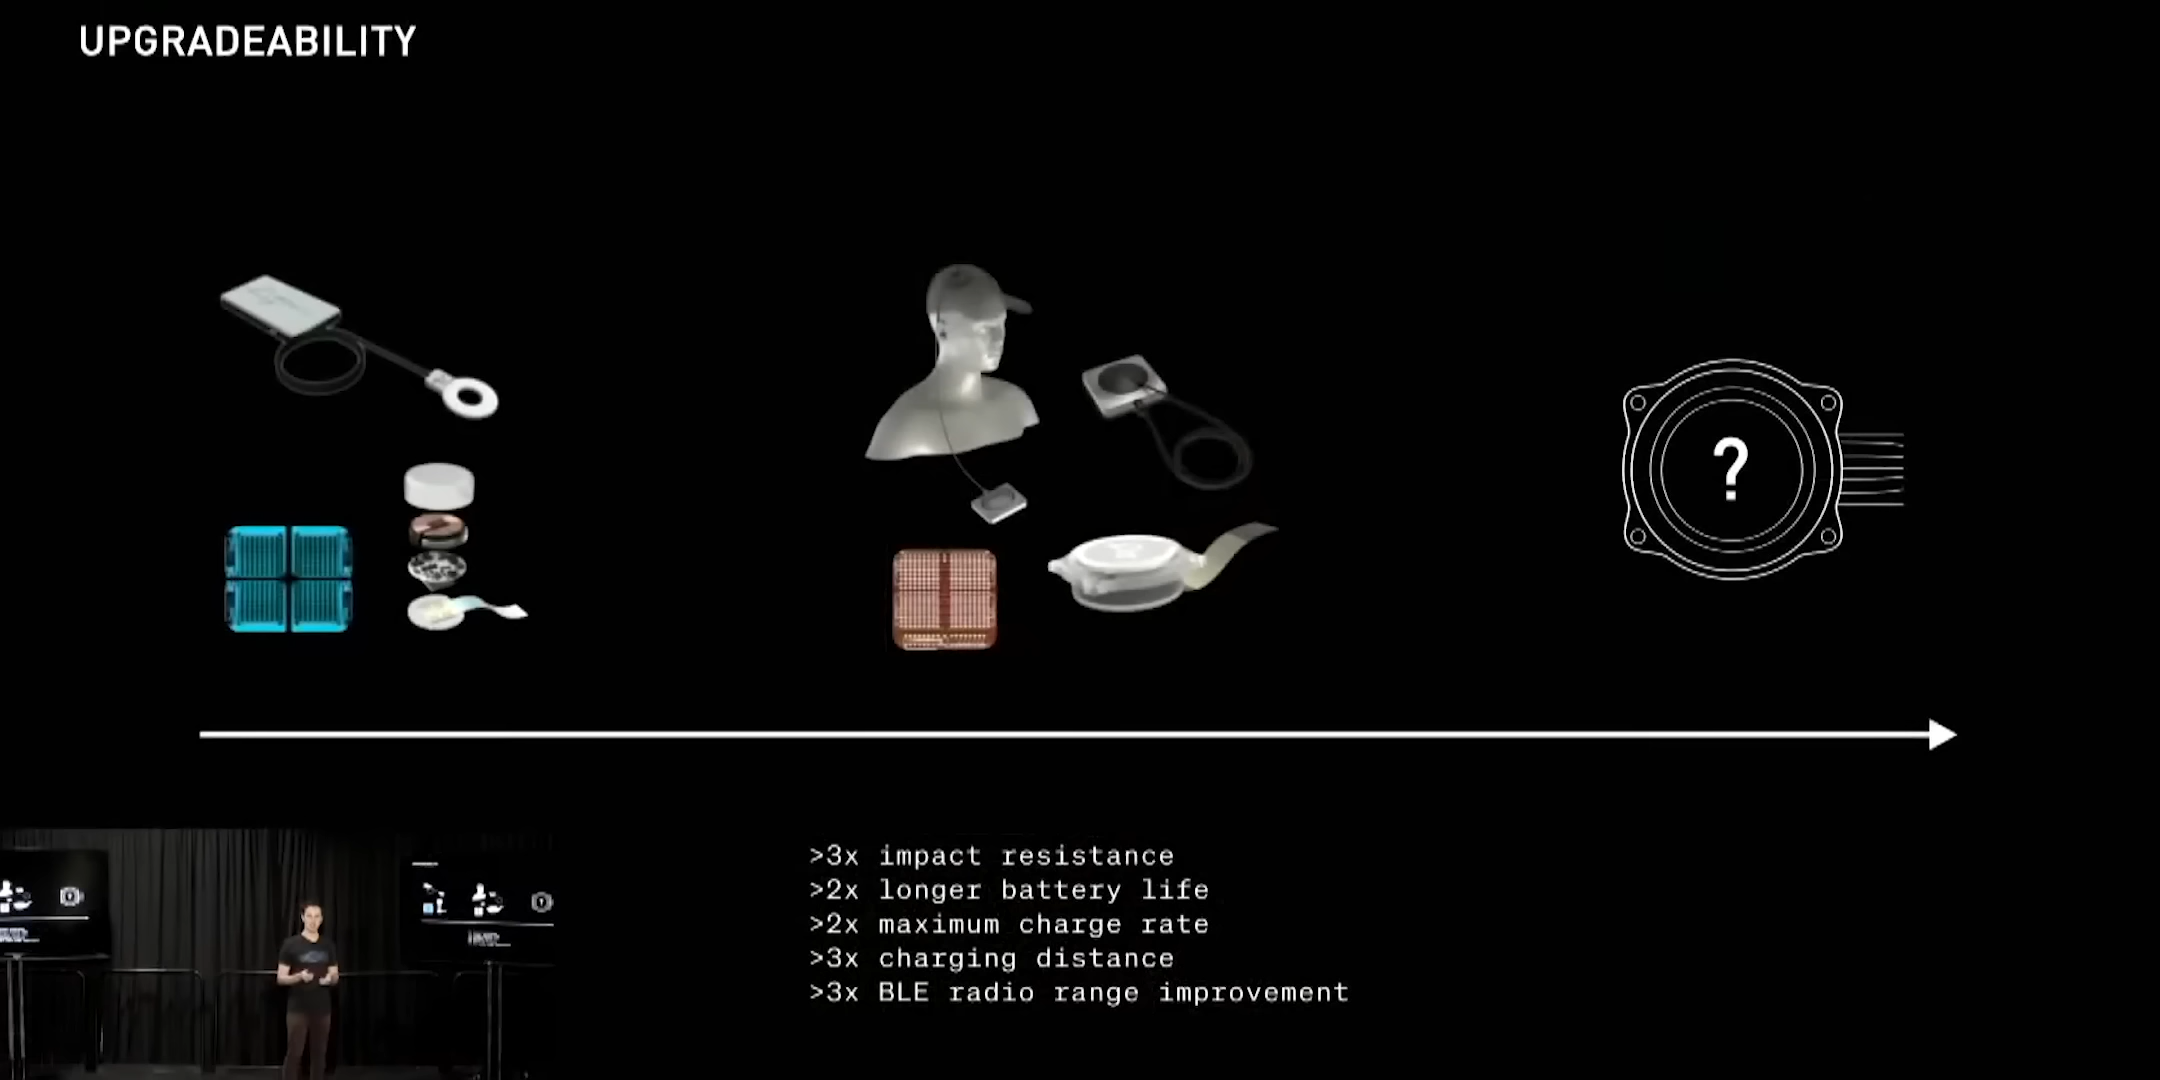 UPGRADEABILITY
?
>3x impact resistance
>2x longer battery life
>2x maximum charge rate
>3x charging distance
>3x BLE radio range improvement